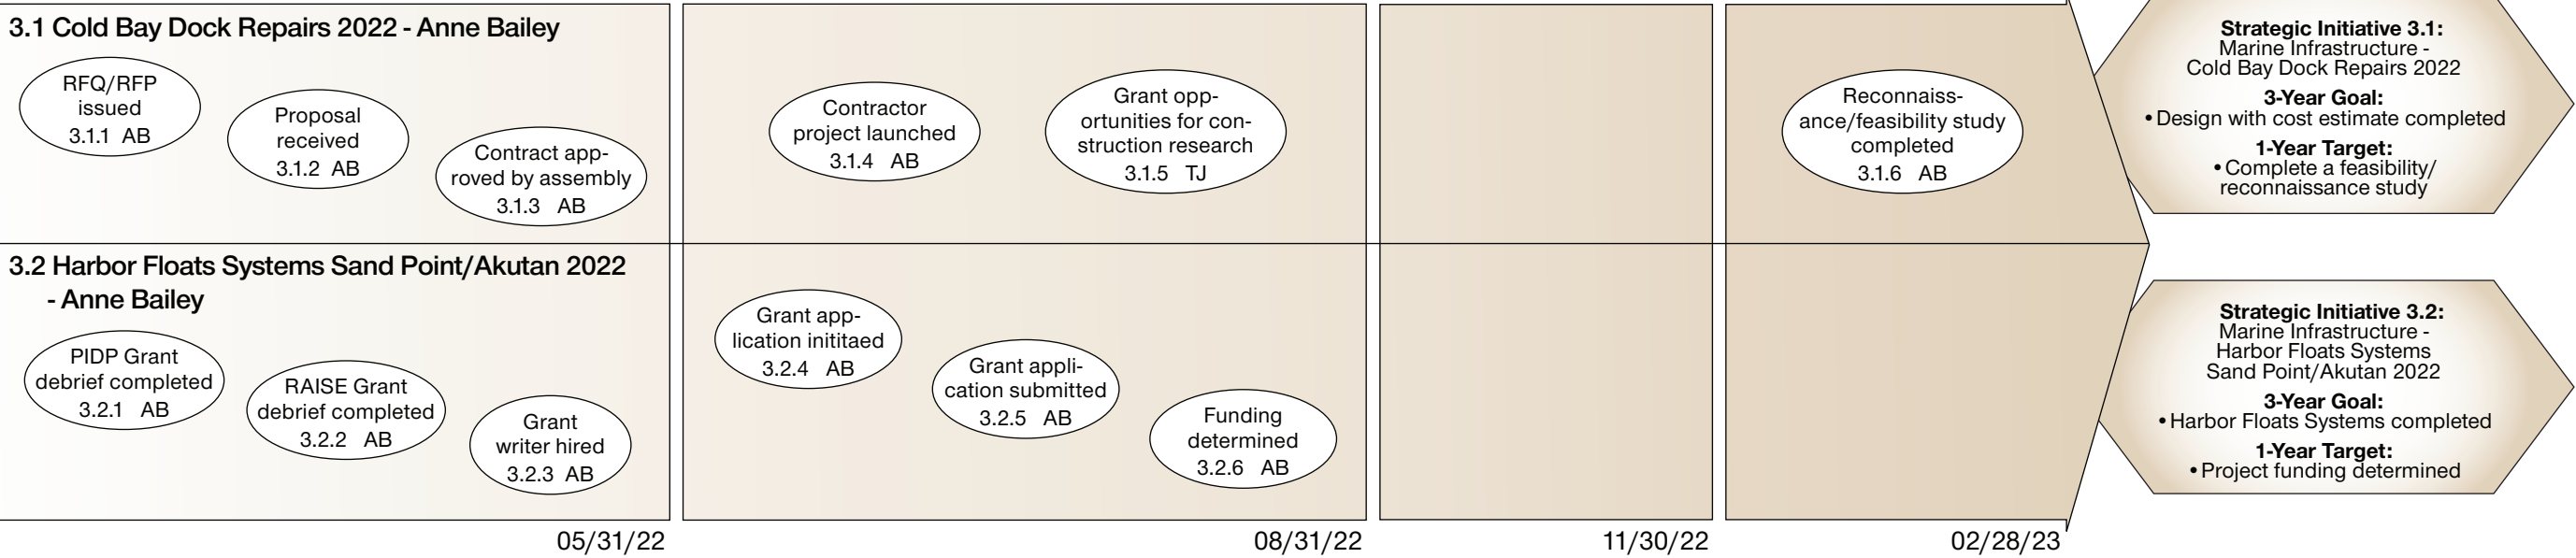 3.1 Cold Bay Dock Repairs 2022 - Anne Bailey
RFQ/RFP
issued
3.1.1 AB
Proposal
received
3.1.2 AB
Contract app-
roved by assembly
3.1.3 AB
Contractor
project launched
3.1.4 AB
Grant opp-
ortunities for con-
struction research
3.1.5 TJ
Reconnaiss-
ance/feasibility study
completed
3.1.6 AB
Strategic Initiative 3.1:
Marine Infrastructure -
Cold Bay Dock Repairs 2022
3-Year Goal:
• Design with cost estimate completed
1-Year Target:
• Complete a feasibility/
reconnaissance study
3.2 Harbor Floats Systems Sand Point/Akutan 2022
- Anne Bailey
PIDP Grant
debrief completed
3.2.1 AB
RAISE Grant
debrief completed
3.2.2 AB
Grant
writer hired
3.2.3 AB
Grant app-
lication inititaed
3.2.4 AB
Grant appli-
cation submitted
3.2.5 AB
Funding
determined
3.2.6 AB
Strategic Initiative 3.2:
Marine Infrastructure -
Harbor Floats Systems
Sand Point/Akutan 2022
3-Year Goal:
• Harbor Floats Systems completed
1-Year Target:
• Project funding determined
05/31/22
08/31/22
11/30/22
02/28/23